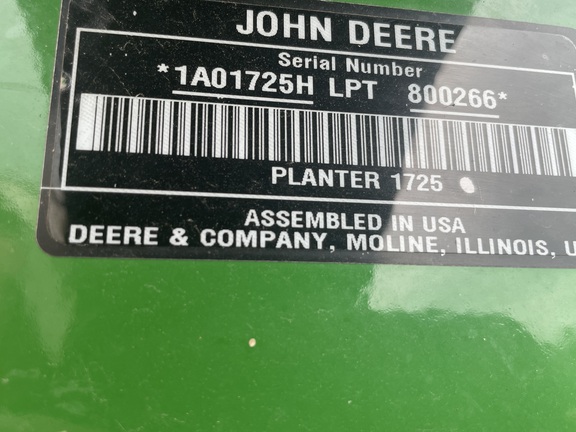 JOHN DEERE
Serial Number
*1A01725H LPT 800266*
PLANTER 1725
ASSEMBLED IN USA
DEERE & COMPANY, MOLINE, ILLINOIS, U